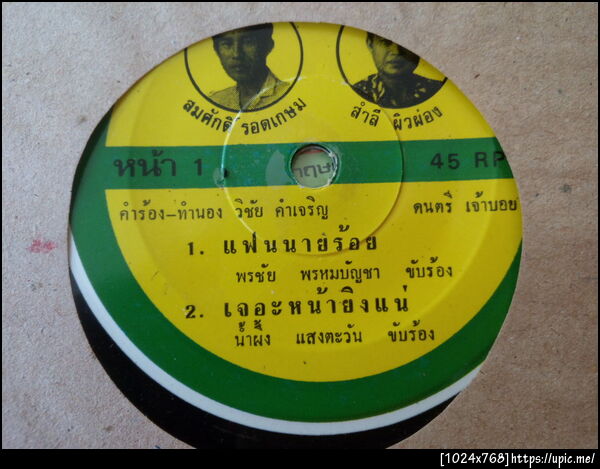 สมศักดิ์ รอดเกษม
สำลี ผิวผ่อง
หน้า 1
45 RP
คำร้อง-ทำนอง วิชัย คำเจริญ
ดนตรี เจ้าบอย
1. แฟนนายร้อย
พรชัย พรหมบัญชา ขับร้อง
2. เจอะหน้ายิงแน่
น้ำผึ้ง แสงตะวัน ขับร้อง
[1024x768]https://upic.me/